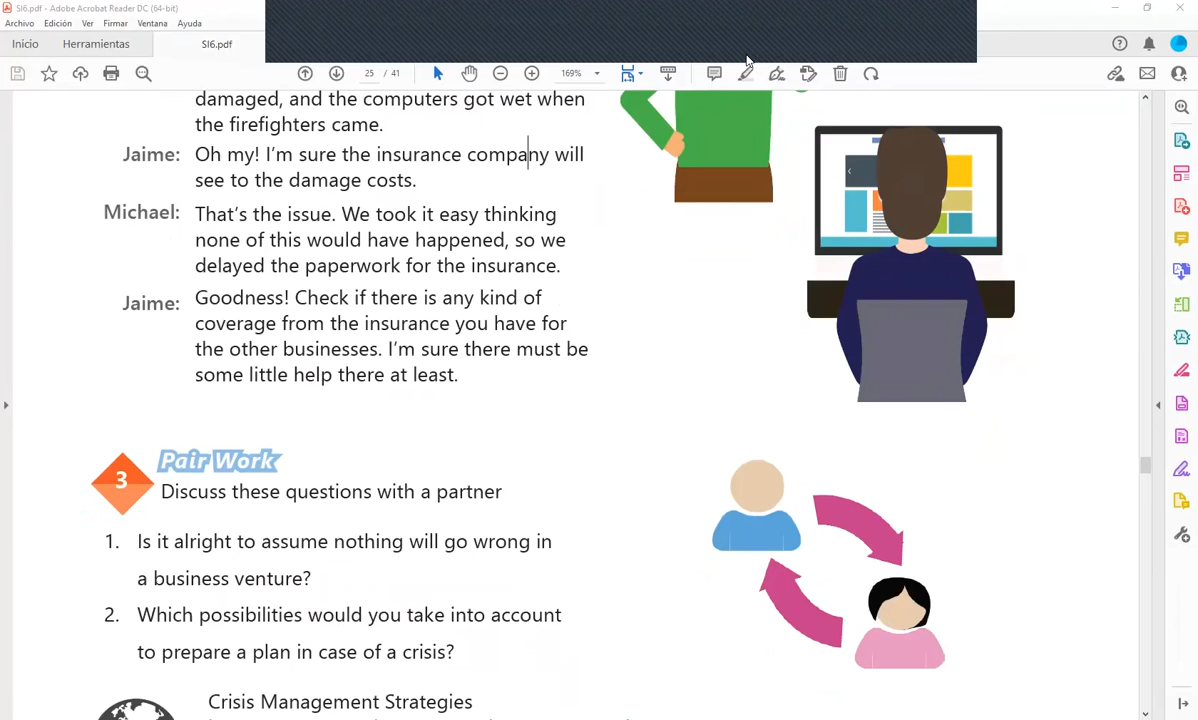 SI6.pdf - Adobe Acrobat Reader DC (64-bit)
Archivo Edición Ver Firmar Ventana Ayuda
Inicio Herramientas SI6.pdf
25 / 41 169%
damaged, and the computers got wet when
the firefighters came.
Jaime: Oh my! I'm sure the insurance company will
see to the damage costs.
Michael: That's the issue. We took it easy thinking
none of this would have happened, so we
delayed the paperwork for the insurance.
Jaime: Goodness! Check if there is any kind of
coverage from the insurance you have for
the other businesses. I'm sure there must be
some little help there at least.
3 Pair Work
Discuss these questions with a partner
1. Is it alright to assume nothing will go wrong in
a business venture?
2. Which possibilities would you take into account
to prepare a plan in case of a crisis?
Crisis Management Strategies